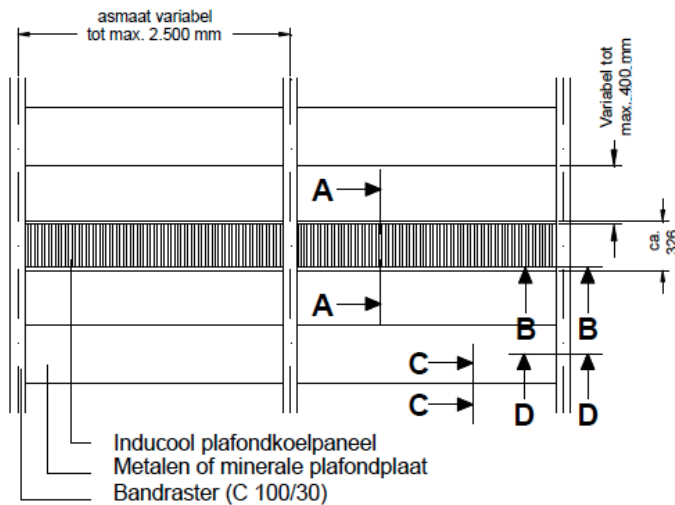 asmaat variabel
tot max. 2.500 mm
Variabel tot
max. 400 mm
A
ca.
326
A
B
B
C
C
D
D
Inducool plafondkoelpaneel
Metalen of minerale plafondplaat
Bandraster (C 100/30)